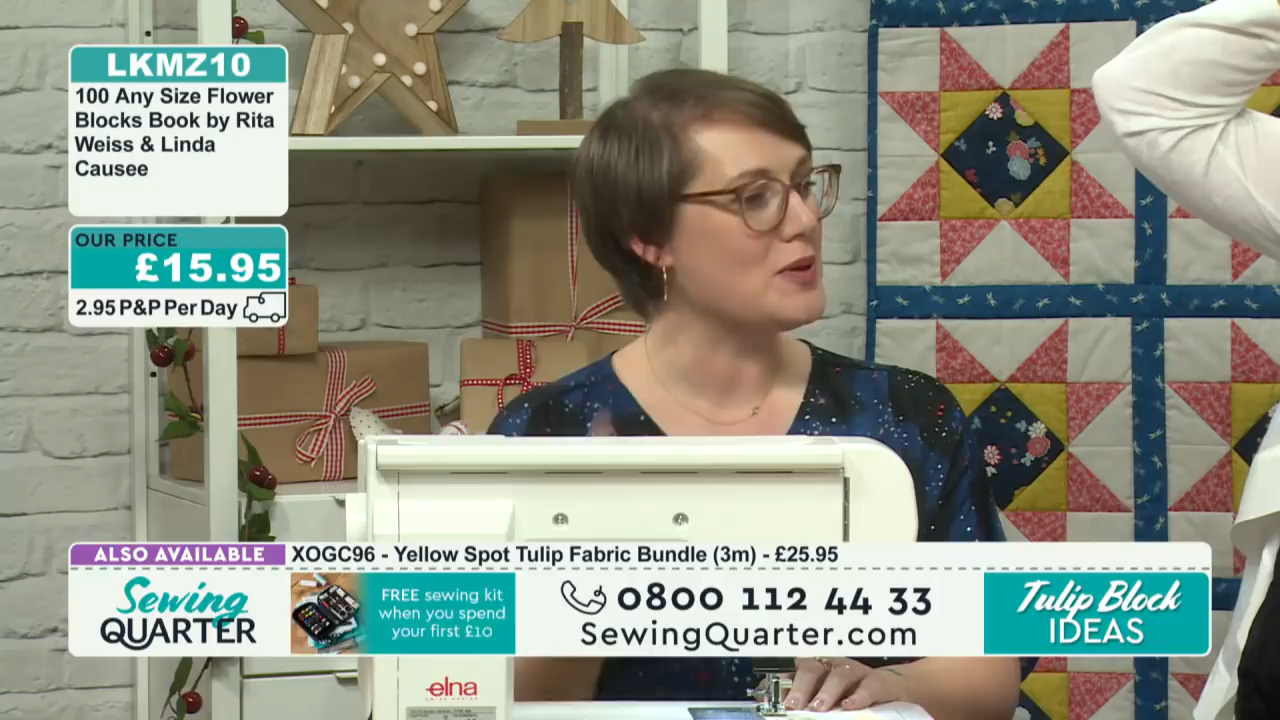 LKMZ10
100 Any Size Flower
Blocks Book by Rita
Weiss & Linda
Causee
OUR PRICE
£15.95
2.95 P&P Per Day
ALSO AVAILABLE
XOGC96 - Yellow Spot Tulip Fabric Bundle (3m) - £25.95
Sewing
QUARTER
FREE sewing kit
when you spend
your first £10
0800 112 44 33
SewingQuarter.com
Tulip Block
IDEAS
elna